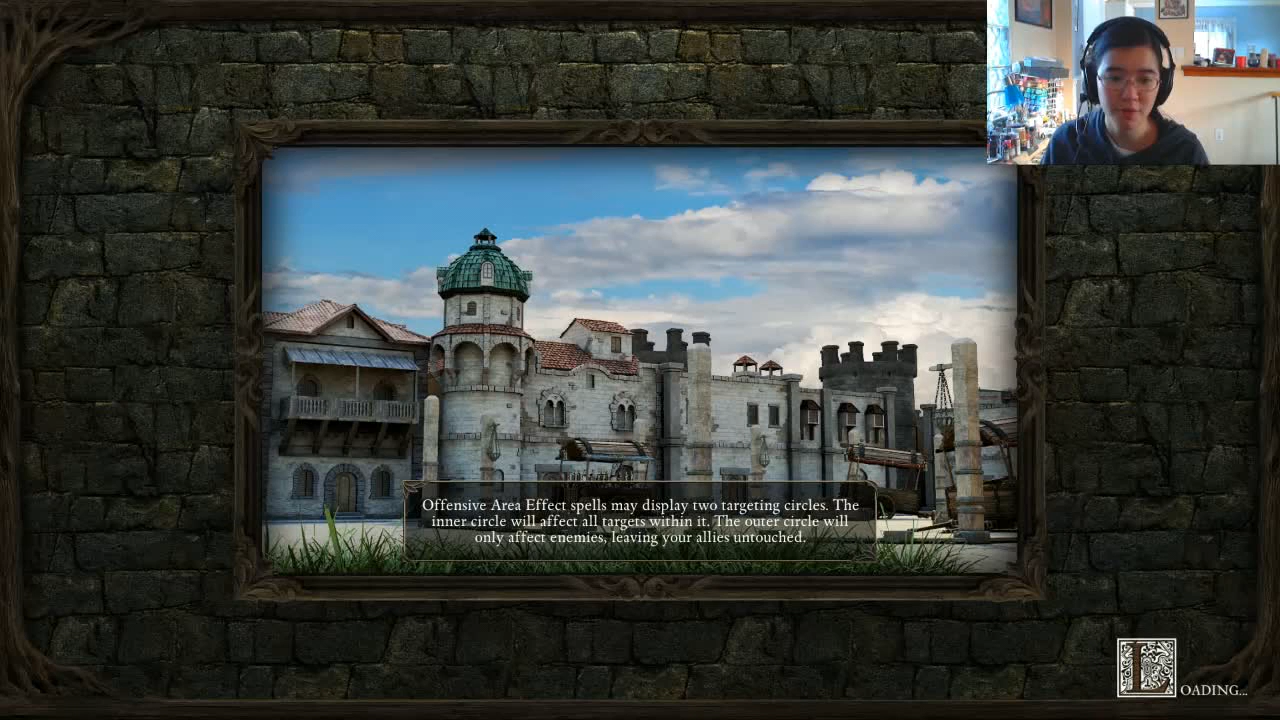 Offensive Area Effect spells may display two targeting circles. The
inner circle will affect all targets within it. The outer circle will
only affect enemies, leaving your allies untouched.
LOADING...